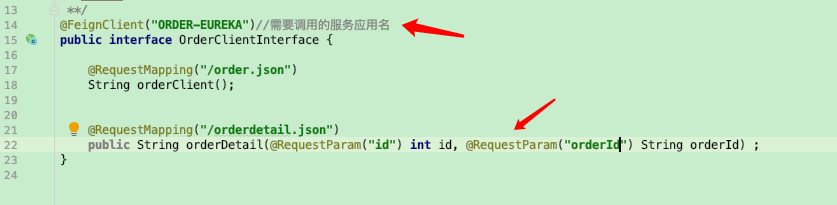 13 **/
14 @FeignClient("ORDER-EUREKA")//需要调用的服务应用名
15 public interface OrderClientInterface {
16
17 @RequestMapping("/order.json")
18 String orderClient();
19
20
21 @RequestMapping("/orderdetail.json")
22 public String orderDetail(@RequestParam("id") int id, @RequestParam("orderId") String orderId) ;
23 }
24